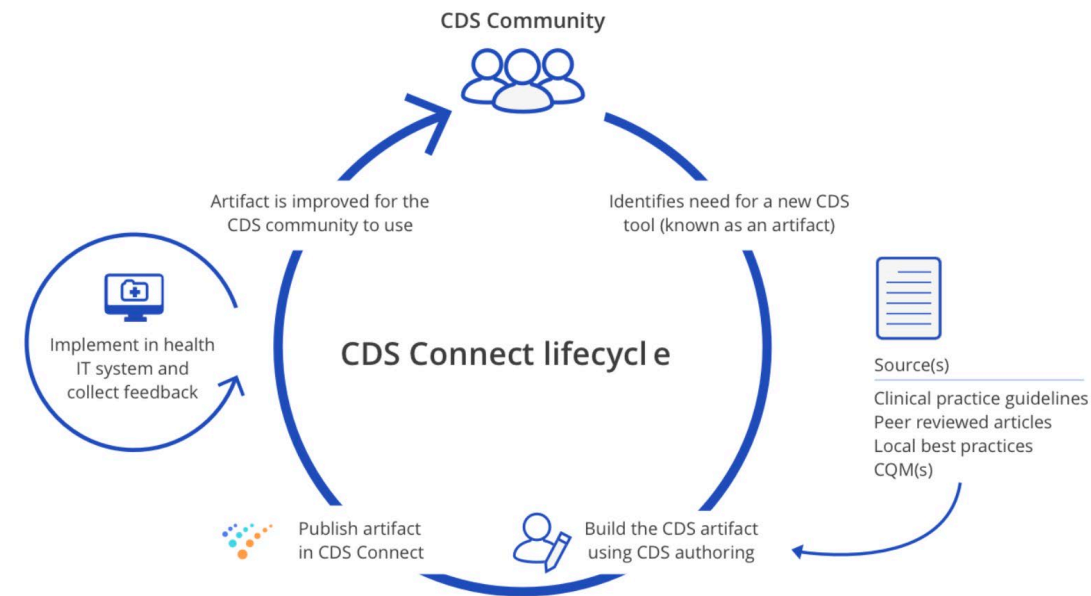 CDS Community
Identifies need for a new CDS
tool (known as an artifact)
Source(s)
Clinical practice guidelines
Peer reviewed articles
Local best practices
CQM(s)
Build the CDS artifact
using CDS authoring
Publish artifact
in CDS Connect
Implement in health
IT system and
collect feedback
Artifact is improved for the
CDS community to use
CDS Connect lifecycle